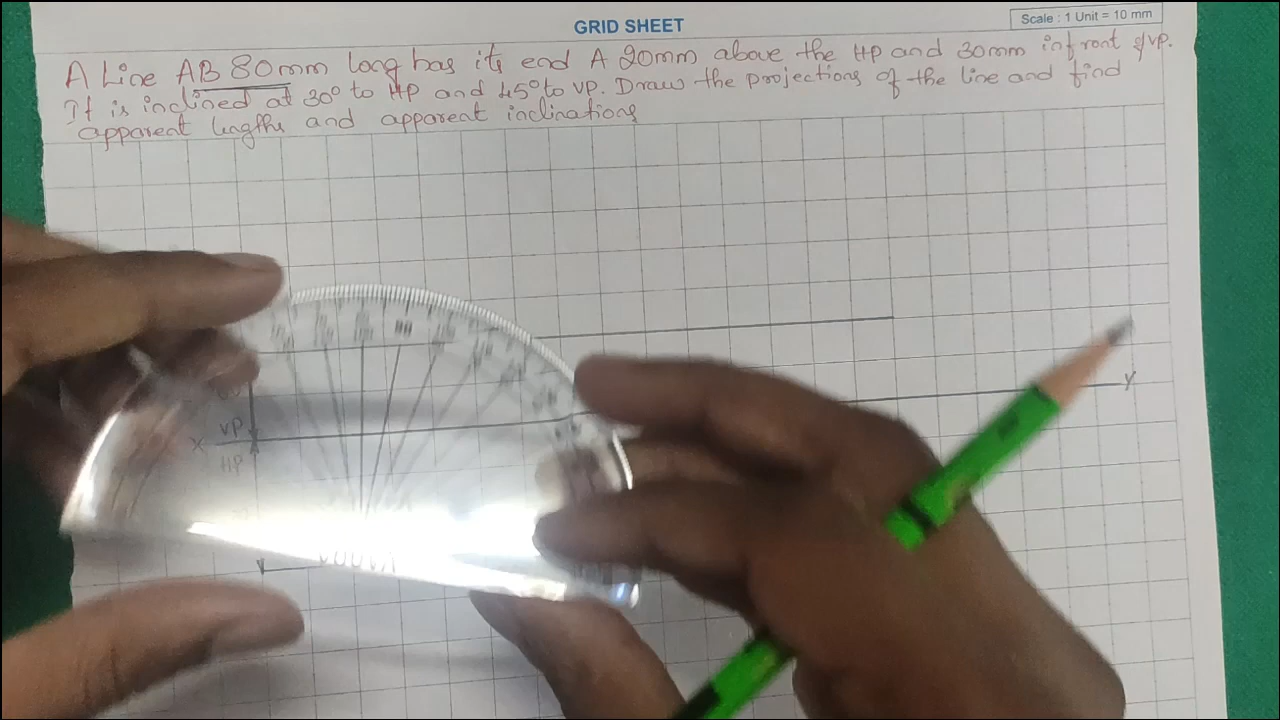 GRID SHEET
Scale : 1 Unit = 10 mm
A Line AB 80mm long has its end A 20mm above the HP and 30mm infront of VP.
It is inclined at 30° to HP and 45° to VP. Draw the projections of the line and find
apparent lengths and apparent inclinations
VP
X
Y
HP